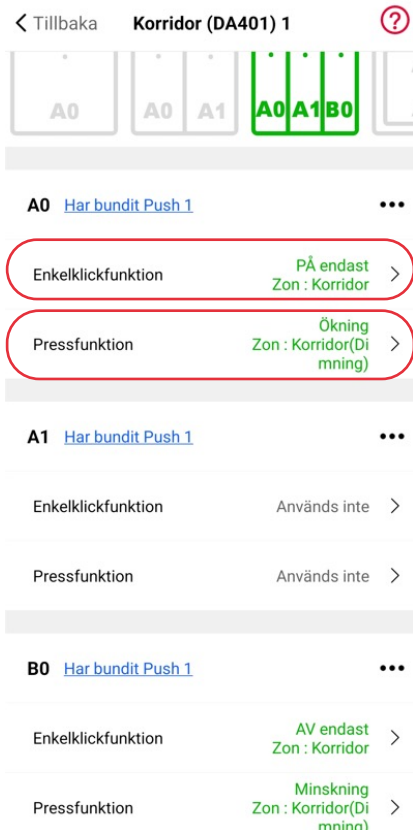 Tillbaka Korridor (DA401) 1 ?
A0 A0 A1 A0 A1 B0
A0 Har bundit Push 1
Enkelklickfunktion PÅ endast
Zon : Korridor
Pressfunktion Ökning
Zon : Korridor(Di
mning)
A1 Har bundit Push 1
Enkelklickfunktion Används inte
Pressfunktion Används inte
B0 Har bundit Push 1
Enkelklickfunktion AV endast
Zon : Korridor
Pressfunktion Minskning
Zon : Korridor(Di
mning)